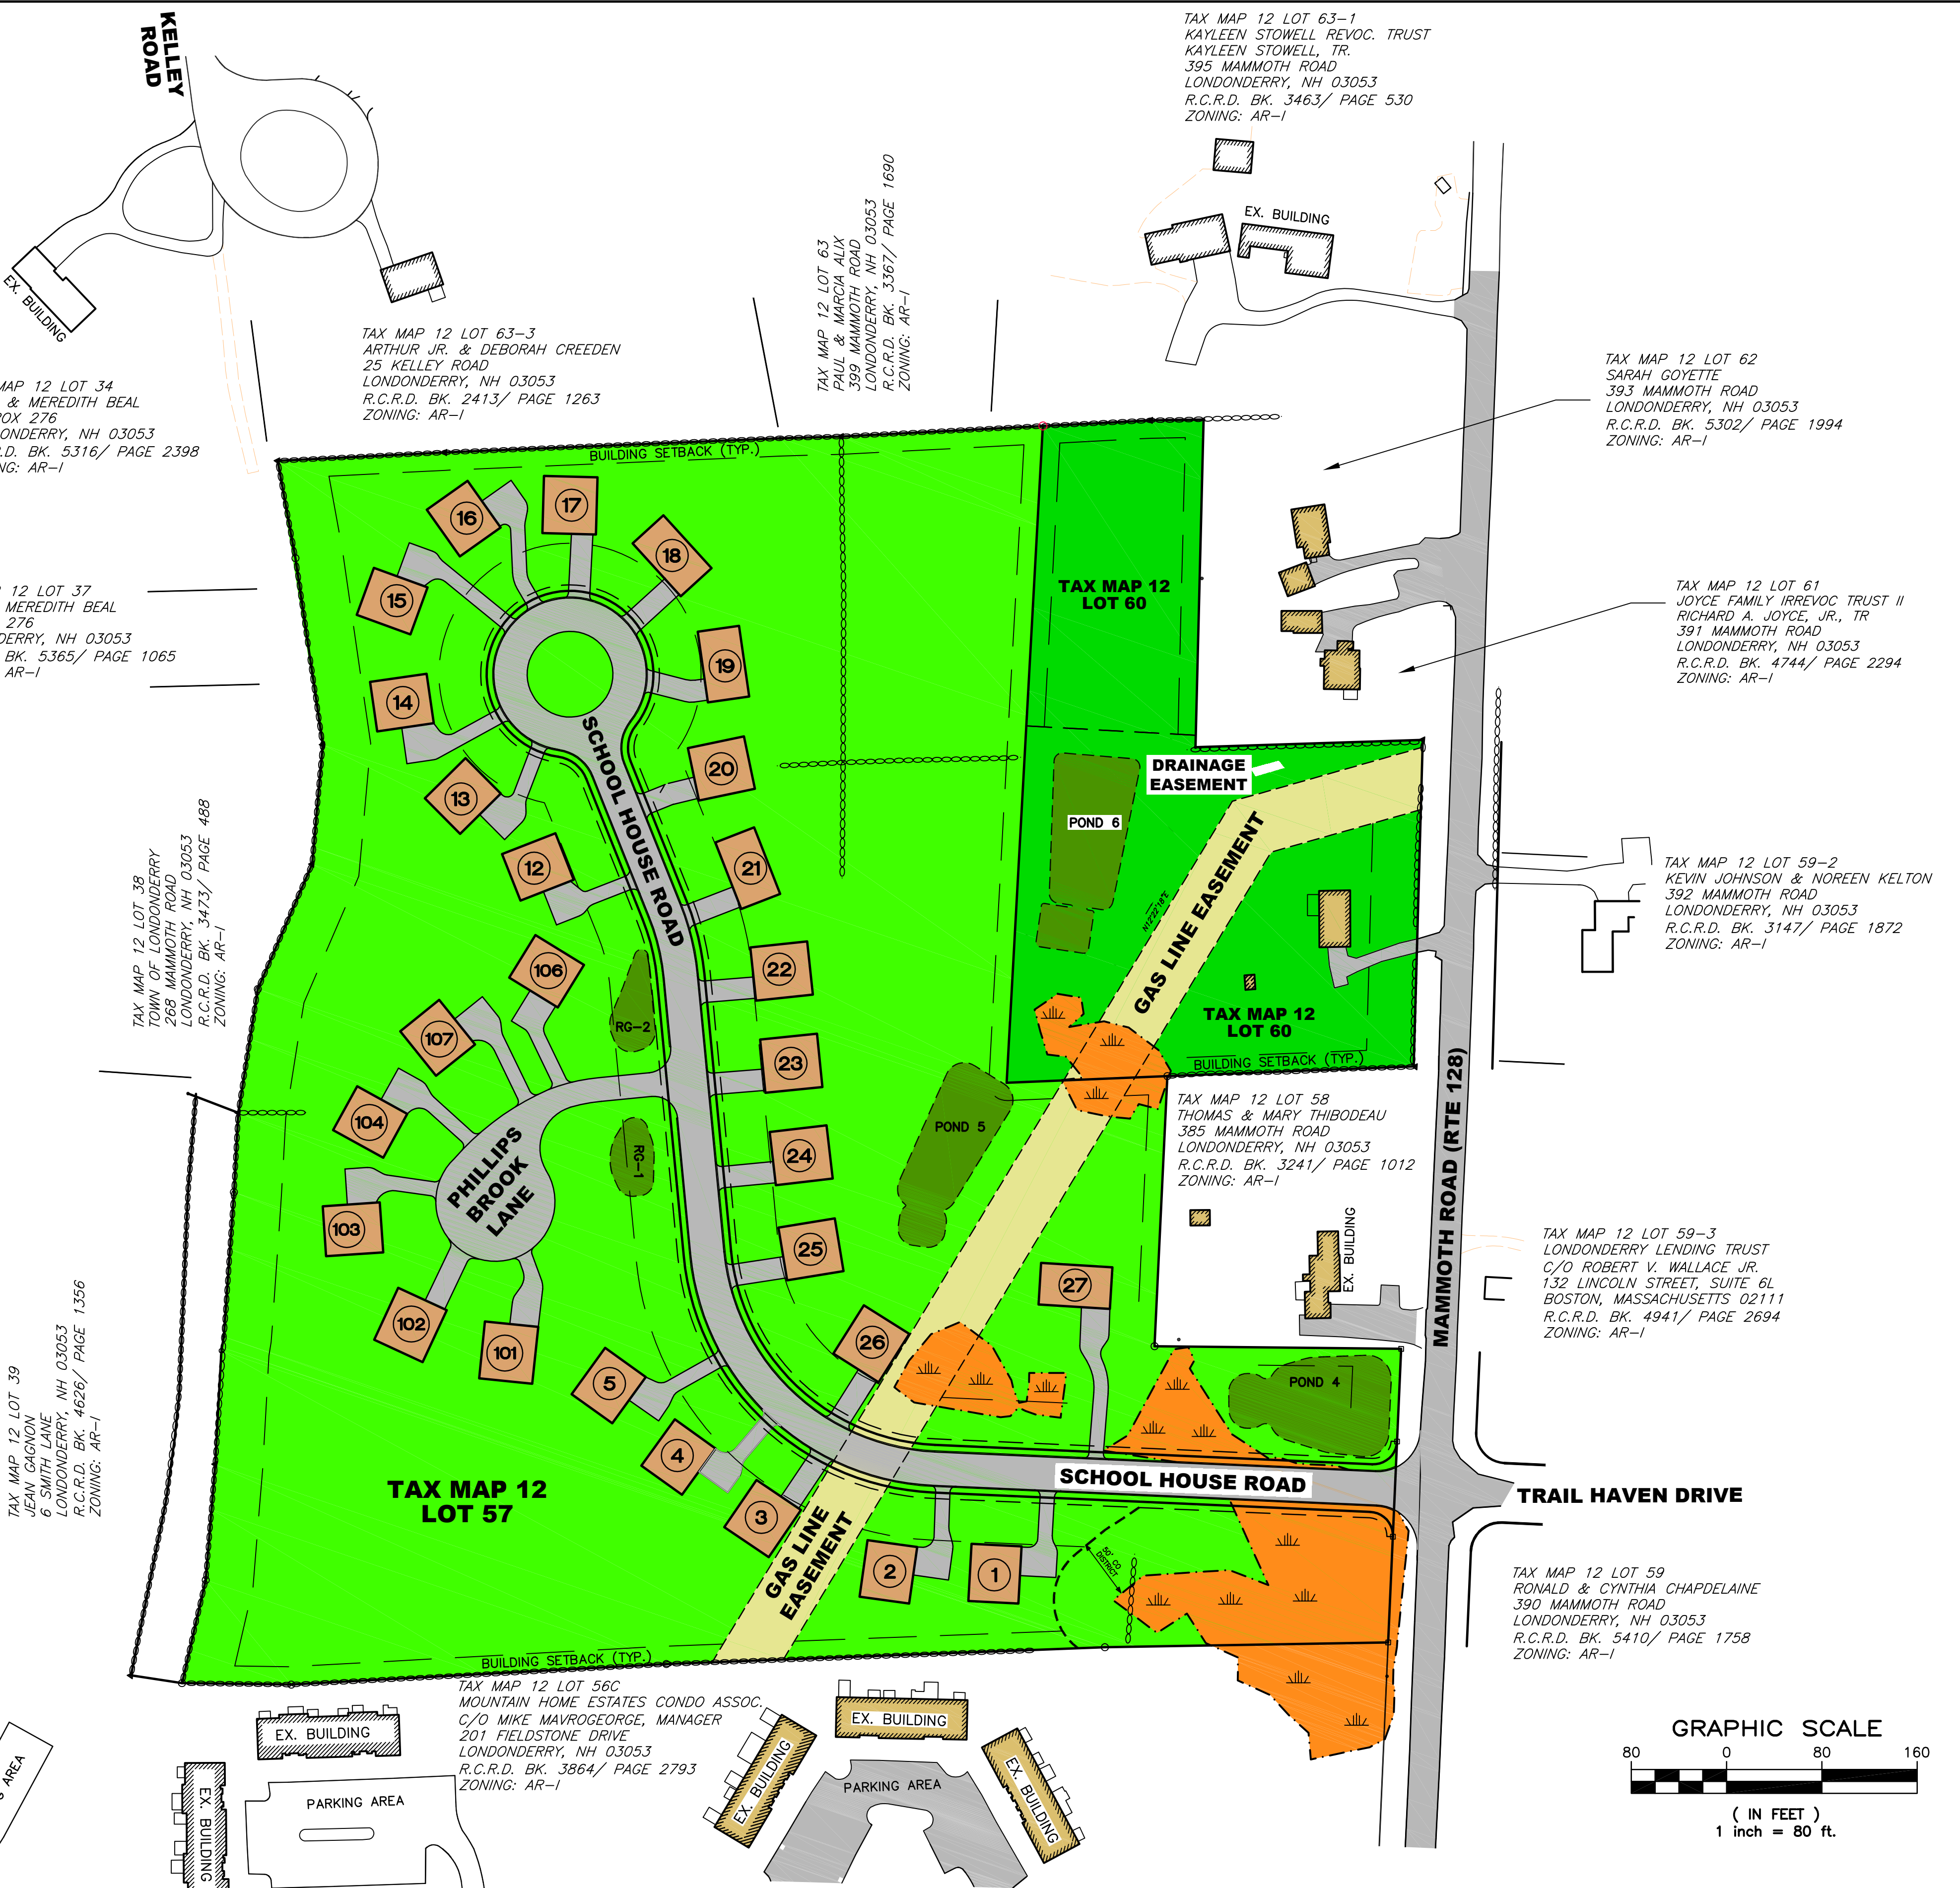 KELLEY
ROAD
TAX MAP 12 LOT 63-1
KAYLEEN STOWELL REVOC. TRUST
KAYLEEN STOWELL, TR.
395 MAMMOTH ROAD
LONDONDERRY, NH 03053
R.C.R.D. BK. 3463/ PAGE 530
ZONING: AR-I
EX. BUILDING
EX. BUILDING
TAX MAP 12 LOT 63
PAUL & MARCIA ALIX
399 MAMMOTH ROAD
LONDONDERRY, NH 03053
R.C.R.D. BK. 3367/ PAGE 1690
ZONING: AR-I
TAX MAP 12 LOT 63-3
ARTHUR JR. & DEBORAH CREEDEN
25 KELLEY ROAD
LONDONDERRY, NH 03053
R.C.R.D. BK. 2413/ PAGE 1263
ZONING: AR-I
MAP 12 LOT 34
& MEREDITH BEAL
OX 276
ONDERRY, NH 03053
.D. BK. 5316/ PAGE 2398
NG: AR-I
TAX MAP 12 LOT 62
SARAH GOYETTE
393 MAMMOTH ROAD
LONDONDERRY, NH 03053
R.C.R.D. BK. 5302/ PAGE 1994
ZONING: AR-I
BUILDING SETBACK (TYP.)
16
17
18
15
19
14
20
13
12
21
SCHOOL HOUSE ROAD
TAX MAP 12
LOT 60
12 LOT 37
MEREDITH BEAL
276
DERRY, NH 03053
BK. 5365/ PAGE 1065
AR-I
TAX MAP 12 LOT 61
JOYCE FAMILY IRREVOC TRUST II
RICHARD A. JOYCE, JR., TR
391 MAMMOTH ROAD
LONDONDERRY, NH 03053
R.C.R.D. BK. 4744/ PAGE 2294
ZONING: AR-I
DRAINAGE
EASEMENT
POND 6
N12°22'18"E
GAS LINE EASEMENT
TAX MAP 12 LOT 38
TOWN OF LONDONDERRY
268 MAMMOTH ROAD
LONDONDERRY, NH 03053
R.C.R.D. BK. 3473/ PAGE 488
ZONING: AR-I
TAX MAP 12 LOT 59-2
KEVIN JOHNSON & NOREEN KELTON
392 MAMMOTH ROAD
LONDONDERRY, NH 03053
R.C.R.D. BK. 3147/ PAGE 1872
ZONING: AR-I
106
22
RG-2
107
23
TAX MAP 12
LOT 60
BUILDING SETBACK (TYP.)
104
PHILLIPS
BROOK
LANE
RG-1
24
POND 5
TAX MAP 12 LOT 58
THOMAS & MARY THIBODEAU
385 MAMMOTH ROAD
LONDONDERRY, NH 03053
R.C.R.D. BK. 3241/ PAGE 1012
ZONING: AR-I
MAMMOTH ROAD (RTE 128)
103
25
27
EX. BUILDING
TAX MAP 12 LOT 59-3
LONDONDERRY LENDING TRUST
C/O ROBERT V. WALLACE JR.
132 LINCOLN STREET, SUITE 6L
BOSTON, MASSACHUSETTS 02111
R.C.R.D. BK. 4941/ PAGE 2694
ZONING: AR-I
102
101
26
5
POND 4
TAX MAP 12 LOT 39
JEAN GAGNON
6 SMITH LANE
LONDONDERRY, NH 03053
R.C.R.D. BK. 4626/ PAGE 1356
ZONING: AR-I
4
TAX MAP 12
LOT 57
3
SCHOOL HOUSE ROAD
TRAIL HAVEN DRIVE
GAS LINE
EASEMENT
2
1
50' CO
DISTRICT
TAX MAP 12 LOT 59
RONALD & CYNTHIA CHAPDELAINE
390 MAMMOTH ROAD
LONDONDERRY, NH 03053
R.C.R.D. BK. 5410/ PAGE 1758
ZONING: AR-I
BUILDING SETBACK (TYP.)
TAX MAP 12 LOT 56C
MOUNTAIN HOME ESTATES CONDO ASSOC.
C/O MIKE MAVROGEORGE, MANAGER
201 FIELDSTONE DRIVE
LONDONDERRY, NH 03053
R.C.R.D. BK. 3864/ PAGE 2793
ZONING: AR-I
EX. BUILDING
EX. BUILDING
PARKING AREA
EX. BUILDING
EX. BUILDING
EX. BUILDING
PARKING AREA
AREA
GRAPHIC SCALE
80 0 80 160
( IN FEET )
1 inch = 80 ft.